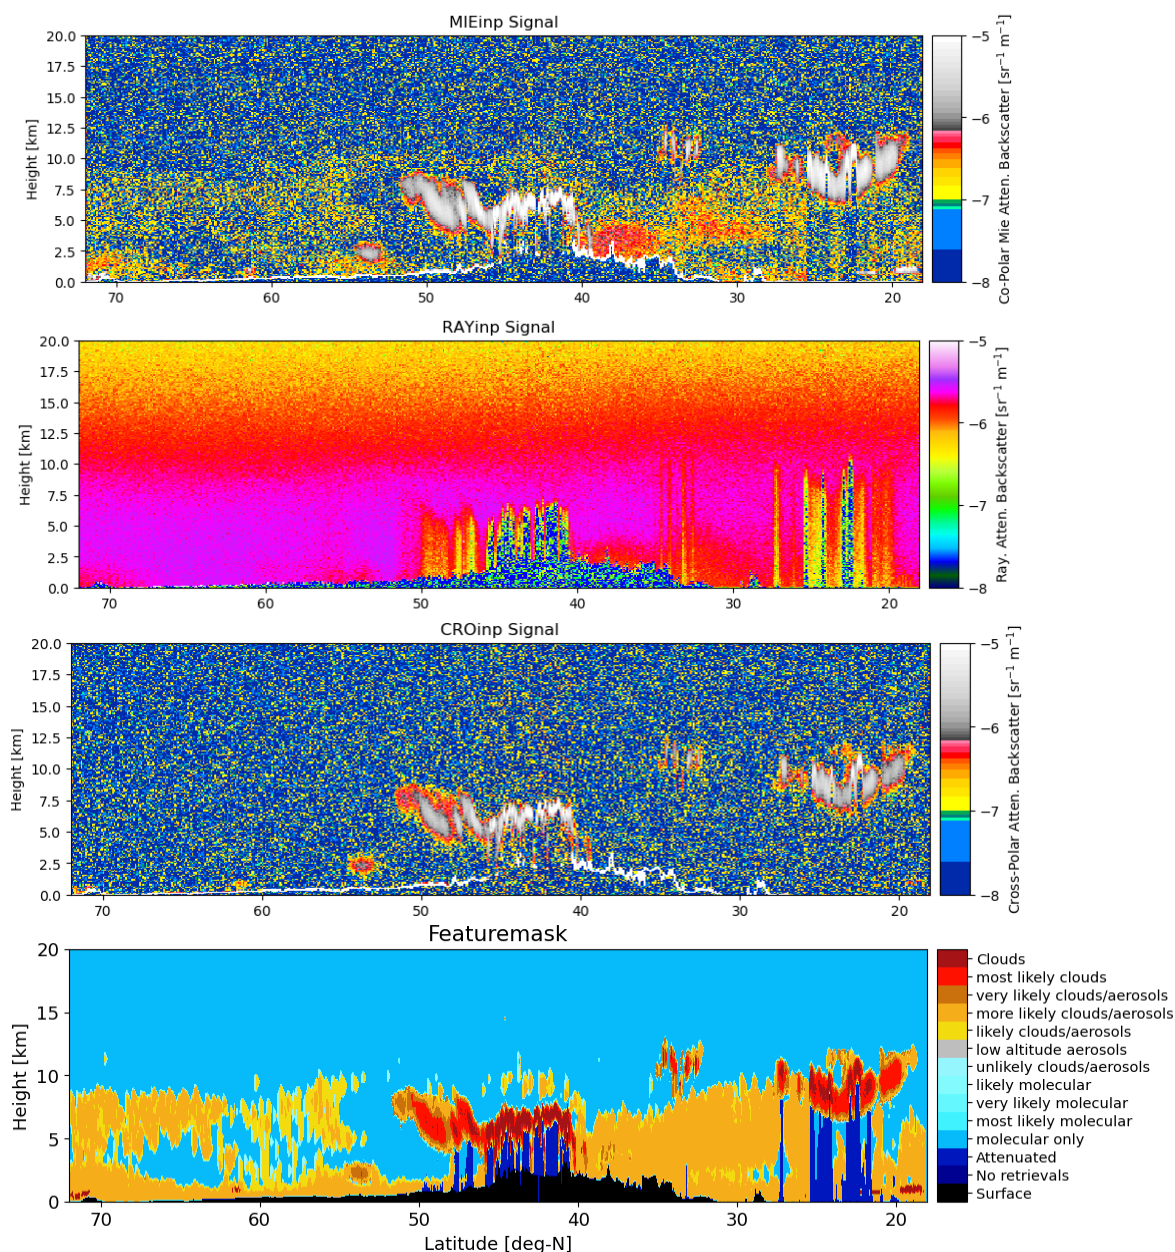 MIEinp Signal
20.0
17.5
15.0
12.5
10.0
7.5
5.0
2.5
0.0
Height [km]
70 60 50 40 30 20
−5
−6
−7
−8
Co-Polar Mie Atten. Backscatter [sr⁻¹ m⁻¹]
RAYinp Signal
20.0
17.5
15.0
12.5
10.0
7.5
5.0
2.5
0.0
Height [km]
70 60 50 40 30 20
−5
−6
−7
−8
Ray. Atten. Backscatter [sr⁻¹ m⁻¹]
CROinp Signal
20.0
17.5
15.0
12.5
10.0
7.5
5.0
2.5
0.0
Height [km]
70 60 50 40 30 20
−5
−6
−7
−8
Cross-Polar Atten. Backscatter [sr⁻¹ m⁻¹]
Featuremask
20
15
10
5
0
Height [km]
70 60 50 40 30 20
Latitude [deg-N]
Clouds
most likely clouds
very likely clouds/aerosols
more likely clouds/aerosols
likely clouds/aerosols
low altitude aerosols
unlikely clouds/aerosols
likely molecular
very likely molecular
most likely molecular
molecular only
Attenuated
No retrievals
Surface